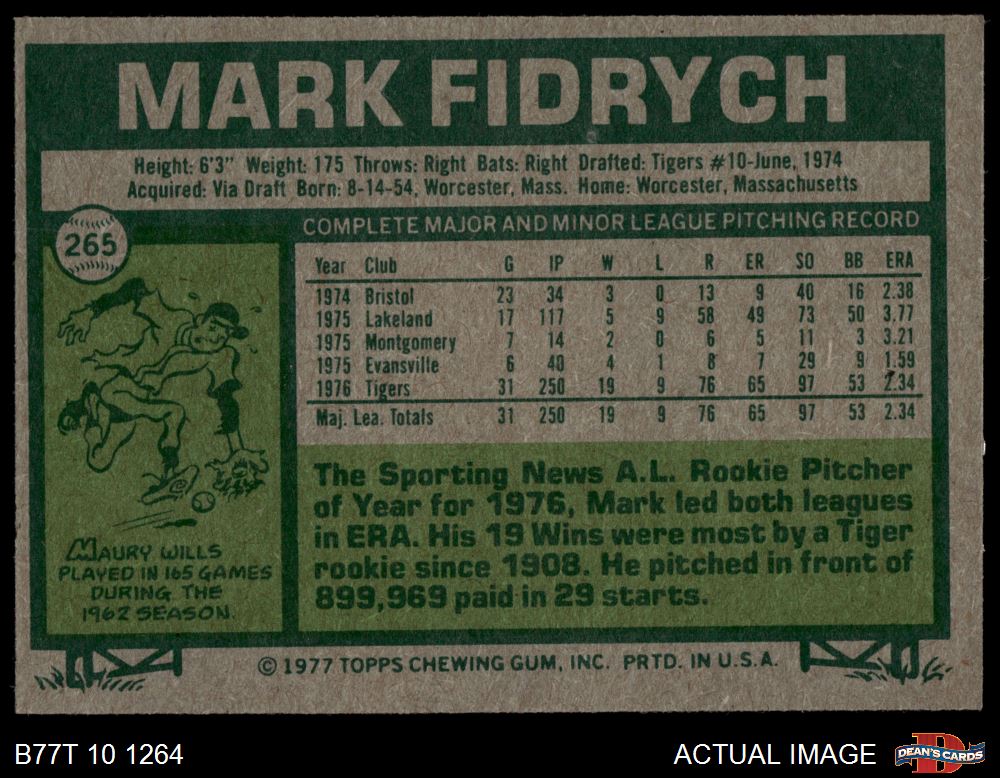 MARK FIDRYCH
Height: 6'3" Weight: 175 Throws: Right Bats: Right Drafted: Tigers #10-June, 1974
Acquired: Via Draft Born: 8-14-54, Worcester, Mass. Home: Worcester, Massachusetts
265
COMPLETE MAJOR AND MINOR LEAGUE PITCHING RECORD
Year Club G IP W L R ER SO BB ERA
1974 Bristol 23 34 3 0 13 9 40 16 2.38
1975 Lakeland 17 117 5 9 58 49 73 50 3.77
1975 Montgomery 7 14 2 0 6 5 11 3 3.21
1975 Evansville 6 40 4 1 8 7 29 9 1.59
1976 Tigers 31 250 19 9 76 65 97 53 2.34
Maj. Lea. Totals 31 250 19 9 76 65 97 53 2.34
The Sporting News A.L. Rookie Pitcher
of Year for 1976, Mark led both leagues
in ERA. His 19 Wins were most by a Tiger
rookie since 1908. He pitched in front of
899,969 paid in 29 starts.
MAURY WILLS
PLAYED IN 165 GAMES
DURING THE
1962 SEASON.
© 1977 TOPPS CHEWING GUM, INC. PRTD. IN U.S.A.
B77T 10 1264
ACTUAL IMAGE
DEAN'S CARDS